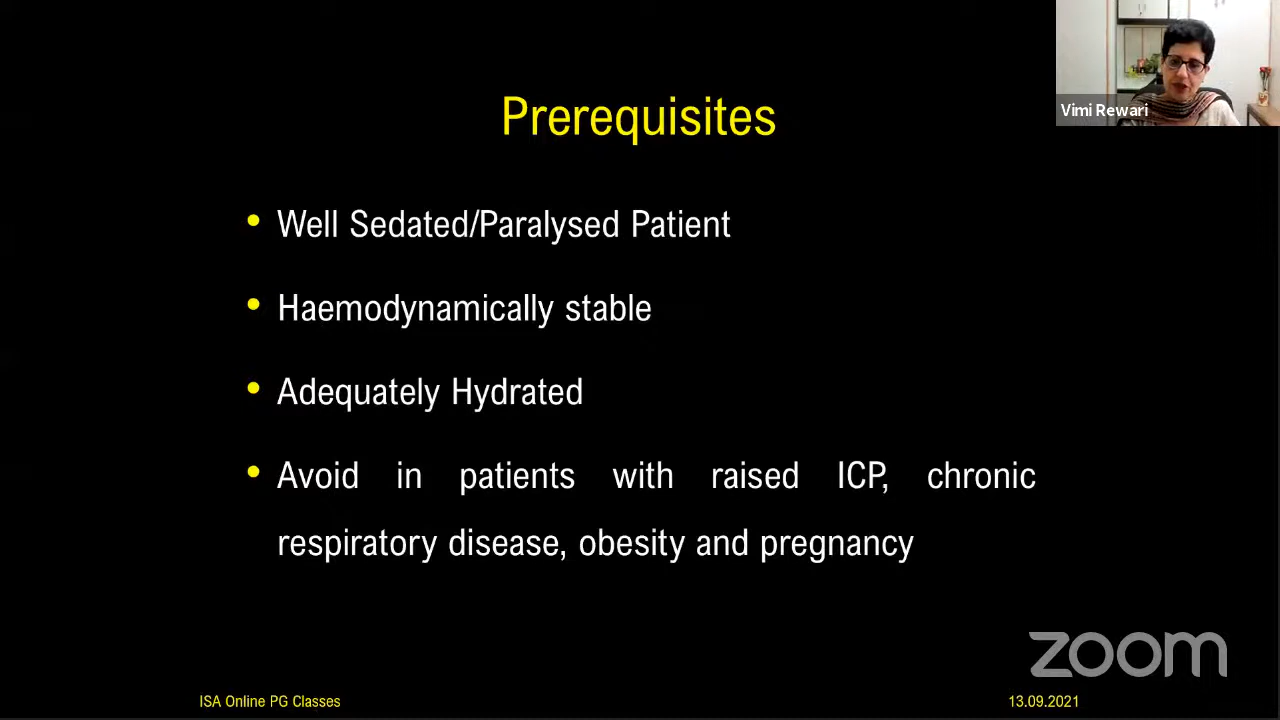 Prerequisites
Vimi Rewari
• Well Sedated/Paralysed Patient
• Haemodynamically stable
• Adequately Hydrated
• Avoid in patients with raised ICP, chronic
respiratory disease, obesity and pregnancy
zoom
ISA Online PG Classes
13.09.2021